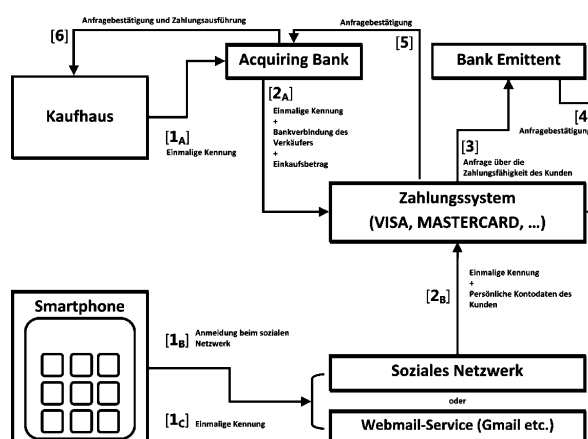 Anfragebestätigung und Zahlungsausführung
[6]
Acquiring Bank
Anfragebestätigung
[5]
Bank Emittent
Kaufhaus
[1A]
Einmalige Kennung
[2A]
Einmalige Kennung
+
Bankverbindung des
Verkäufers
+
Einkaufsbetrag
[4
Anfragebestätigung
[3]
Anfrage über die
Zahlungsfähigkeit des Kunden
Zahlungssystem
(VISA, MASTERCARD, ...)
[2B]
Einmalige Kennung
+
Persönliche Kontodaten des
Kunden
Smartphone
[1B]
Anmeldung beim sozialen
Netzwerk
[1C]
Einmalige Kennung
Soziales Netzwerk
oder
Webmail-Service (Gmail etc.)